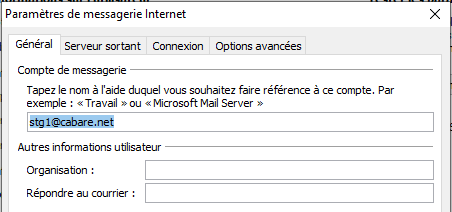 Paramètres de messagerie Internet
Général Serveur sortant Connexion Options avancées
Compte de messagerie
Tapez le nom à l'aide duquel vous souhaitez faire référence à ce compte. Par
exemple : « Travail » ou « Microsoft Mail Server »
stg1@cabare.net
Autres informations utilisateur
Organisation :
Répondre au courrier :